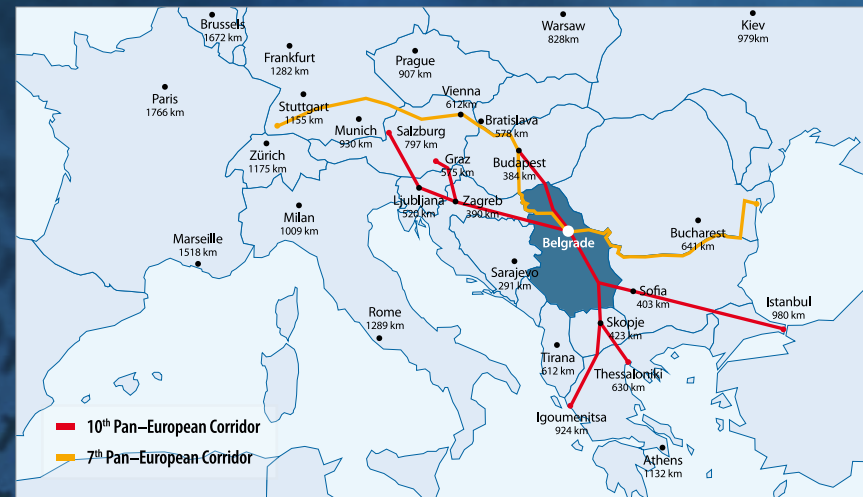 Brussels
1672 km
Warsaw
828km
Kiev
979km
Frankfurt
1282 km
Prague
907 km
Paris
1766 km
Stuttgart
1155 km
Vienna
612km
Munich
930 km
Salzburg
797 km
Bratislava
578 km
Zürich
1175 km
Graz
575 km
Budapest
384 km
Ljubljana
520 km
Zagreb
390 km
Milan
1009 km
Marseille
1518 km
Belgrade
Bucharest
641 km
Sarajevo
291 km
Sofia
403 km
Istanbul
980 km
Rome
1289 km
Skopje
423 km
Tirana
612 km
Thessaloniki
630 km
Igoumenitsa
924 km
Athens
1132 km
10th Pan–European Corridor
7th Pan–European Corridor